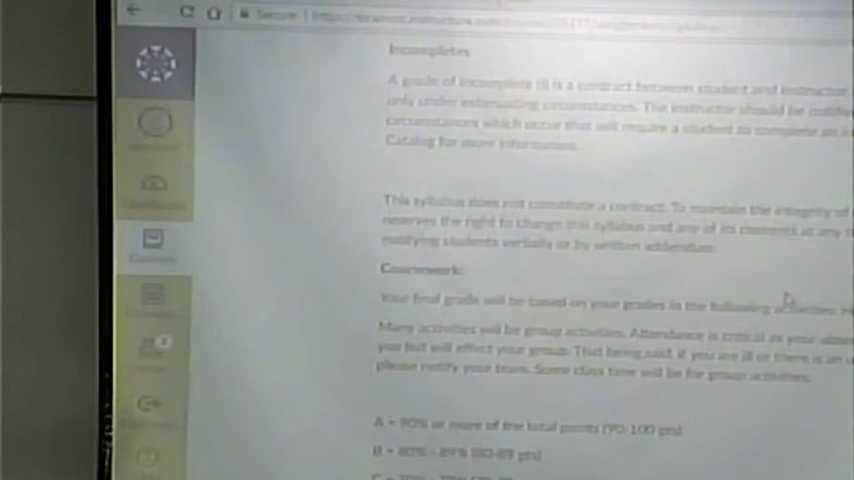 Secure
Incompletes
A grade of incomplete (I) is a contract between student and instructor,
only under extenuating circumstances. The instructor should be notified
circumstances which occur that will require a student to complete an in
Catalog for more information.
This syllabus does not constitute a contract. To maintain the integrity of
reserves the right to change this syllabus and any of its contents at any
notifying students verbally or by written addendum.
Coursework:
Your final grade will be based on your grades in the following activities.
Many activities will be group activities. Attendance is critical as your
you but will effect your group. That being said, if you are ill or there is an
please notify your team. Some class time will be for group activities.
A = 90% or more of the total points (90-100 pts)
B = 80% - 89% (80-89 pts)
Courses
2